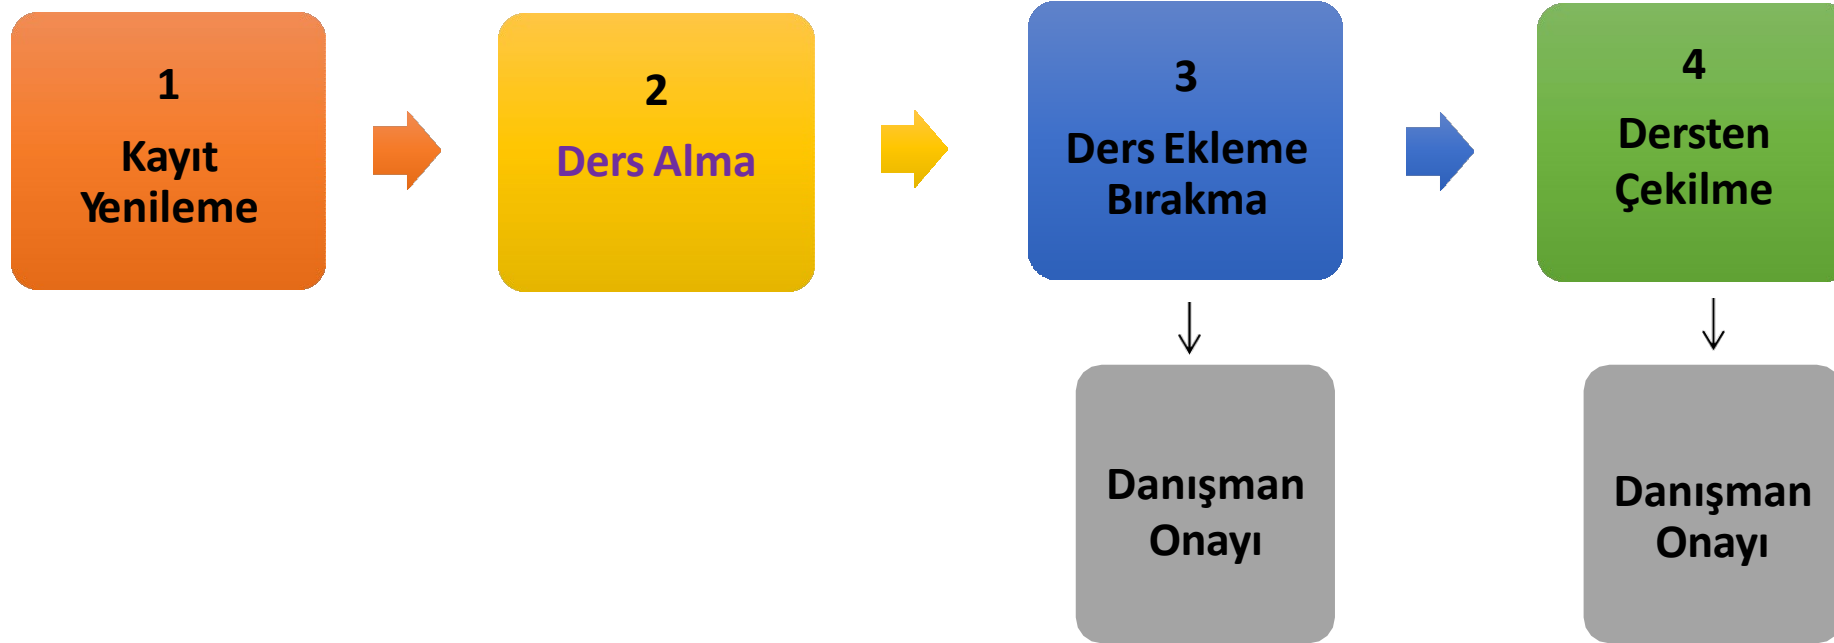 1
Kayıt
Yenileme
2
Ders Alma
3
Ders Ekleme
Bırakma
4
Dersten
Çekilme
Danışman
Onayı
Danışman
Onayı